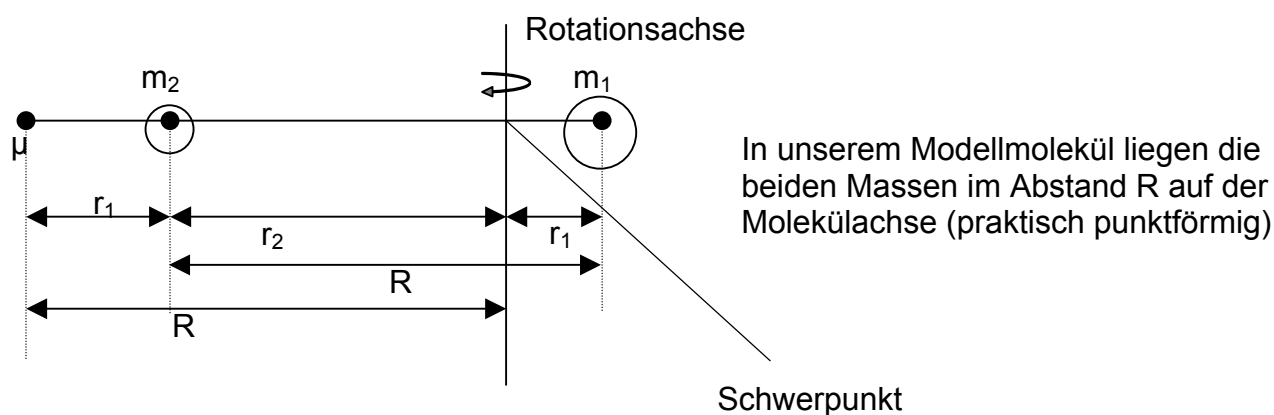 Rotationsachse
m₂
m₁
µ
In unserem Modellmolekül liegen die
beiden Massen im Abstand R auf der
Molekülachse (praktisch punktförmig)
r₁
r₂
r₁
R
R
Schwerpunkt